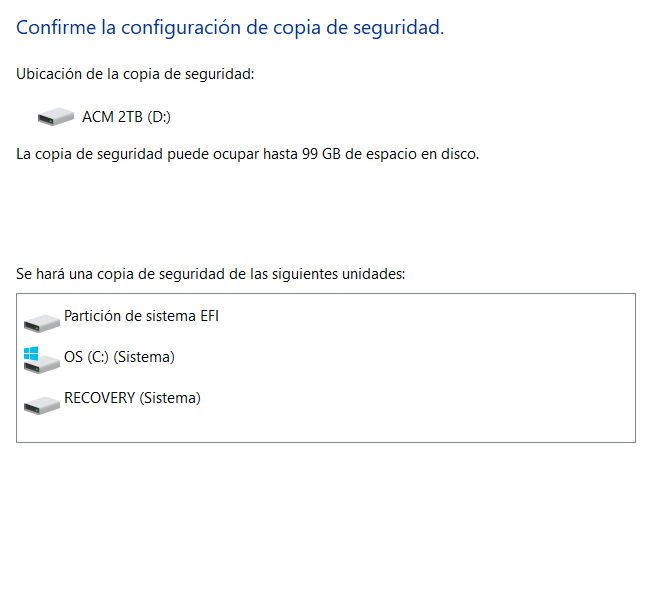 Confirme la configuración de copia de seguridad.
Ubicación de la copia de seguridad:
ACM 2TB (D:)
La copia de seguridad puede ocupar hasta 99 GB de espacio en disco.
Se hará una copia de seguridad de las siguientes unidades:
Partición de sistema EFI
OS (C:) (Sistema)
RECOVERY (Sistema)